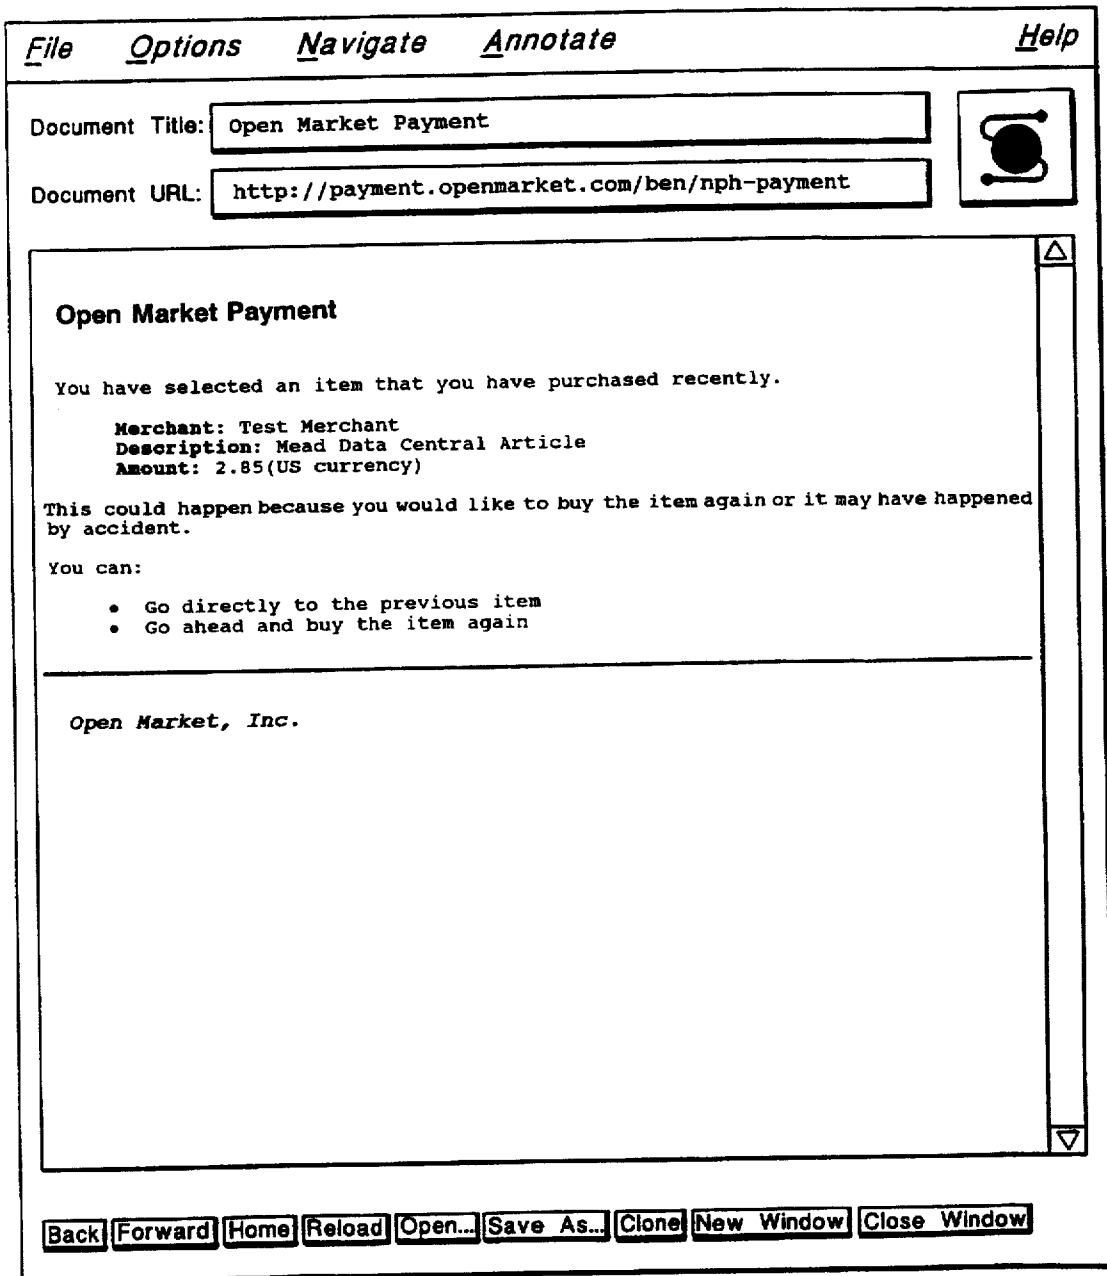 File Options Navigate Annotate Help
Document Title: Open Market Payment
Document URL: http://payment.openmarket.com/ben/nph-payment
Open Market Payment
You have selected an item that you have purchased recently.
Merchant: Test Merchant
Description: Mead Data Central Article
Amount: 2.85(US currency)
This could happen because you would like to buy the item again or it may have happened
by accident.
You can:
• Go directly to the previous item
• Go ahead and buy the item again
Open Market, Inc.
Back Forward Home Reload Open... Save As... Clone New Window Close Window